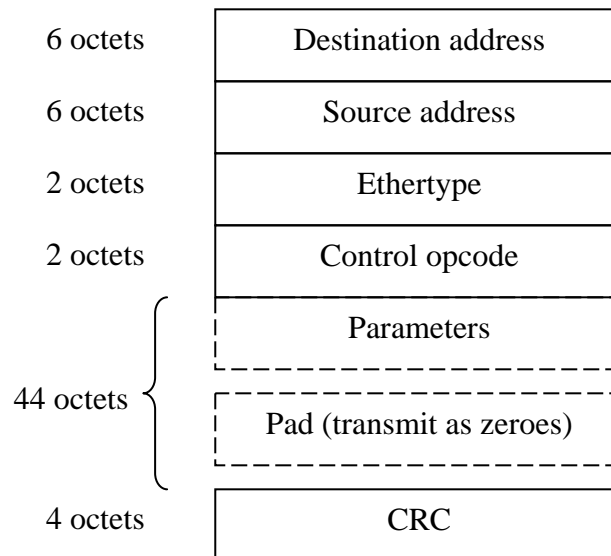 6 octets Destination address
6 octets Source address
2 octets Ethertype
2 octets Control opcode
Parameters
44 octets
Pad (transmit as zeroes)
4 octets CRC